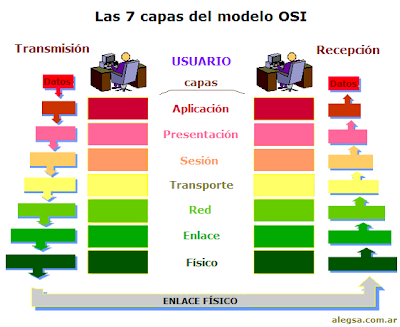 Las 7 capas del modelo OSI
Transmisión
Recepción
USUARIO
capas
Datos
Datos
Aplicación
Presentación
Sesión
Transporte
Red
Enlace
Físico
ENLACE FÍSICO
alegsa.com.ar